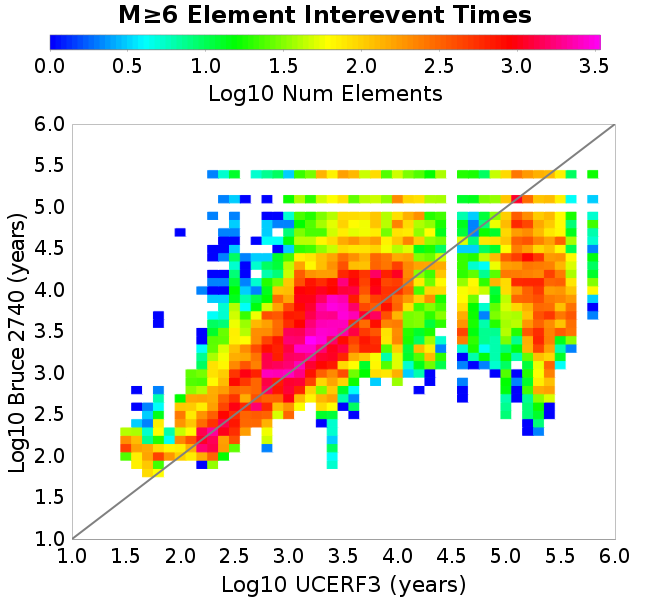 M≥6 Element Interevent Times
0.0 0.5 1.0 1.5 2.0 2.5 3.0 3.5
Log10 Num Elements
Log10 Bruce 2740 (years)
6.0
5.5
5.0
4.5
4.0
3.5
3.0
2.5
2.0
1.5
1.0
1.0 1.5 2.0 2.5 3.0 3.5 4.0 4.5 5.0 5.5 6.0
Log10 UCERF3 (years)